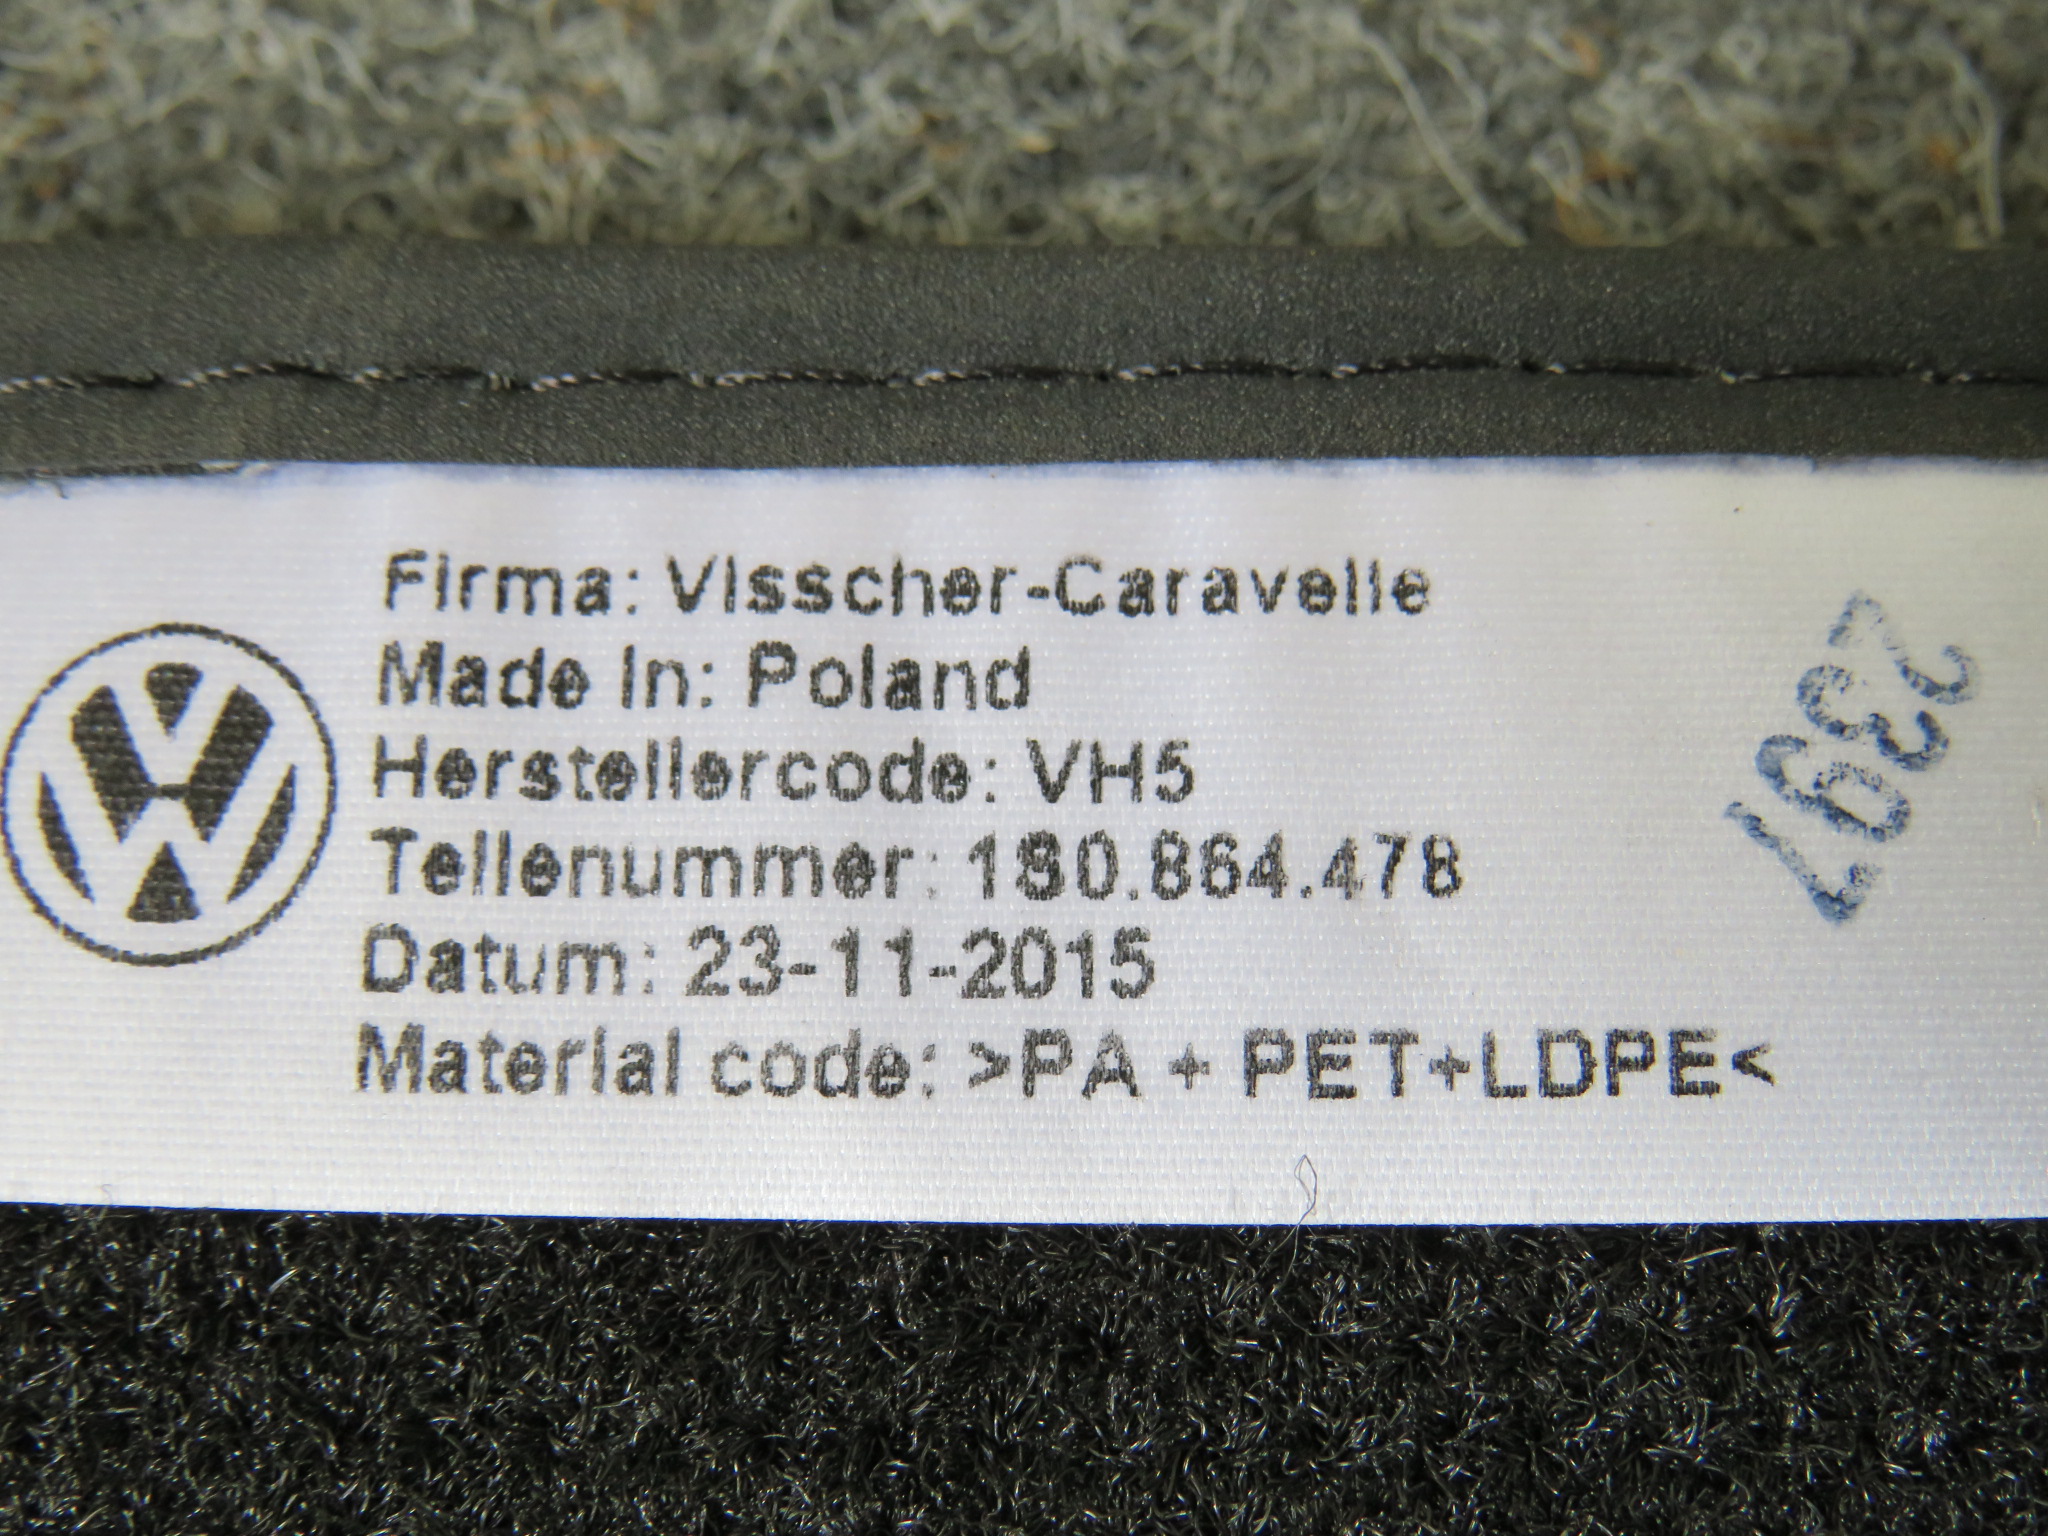 Firma: Visscher-Caravelle
Made in: Poland
Herstellercode: VH5
Teilenummer: 1S0.864.478
Datum: 23-11-2015
Material code: >PA + PET+LDPE<
2397